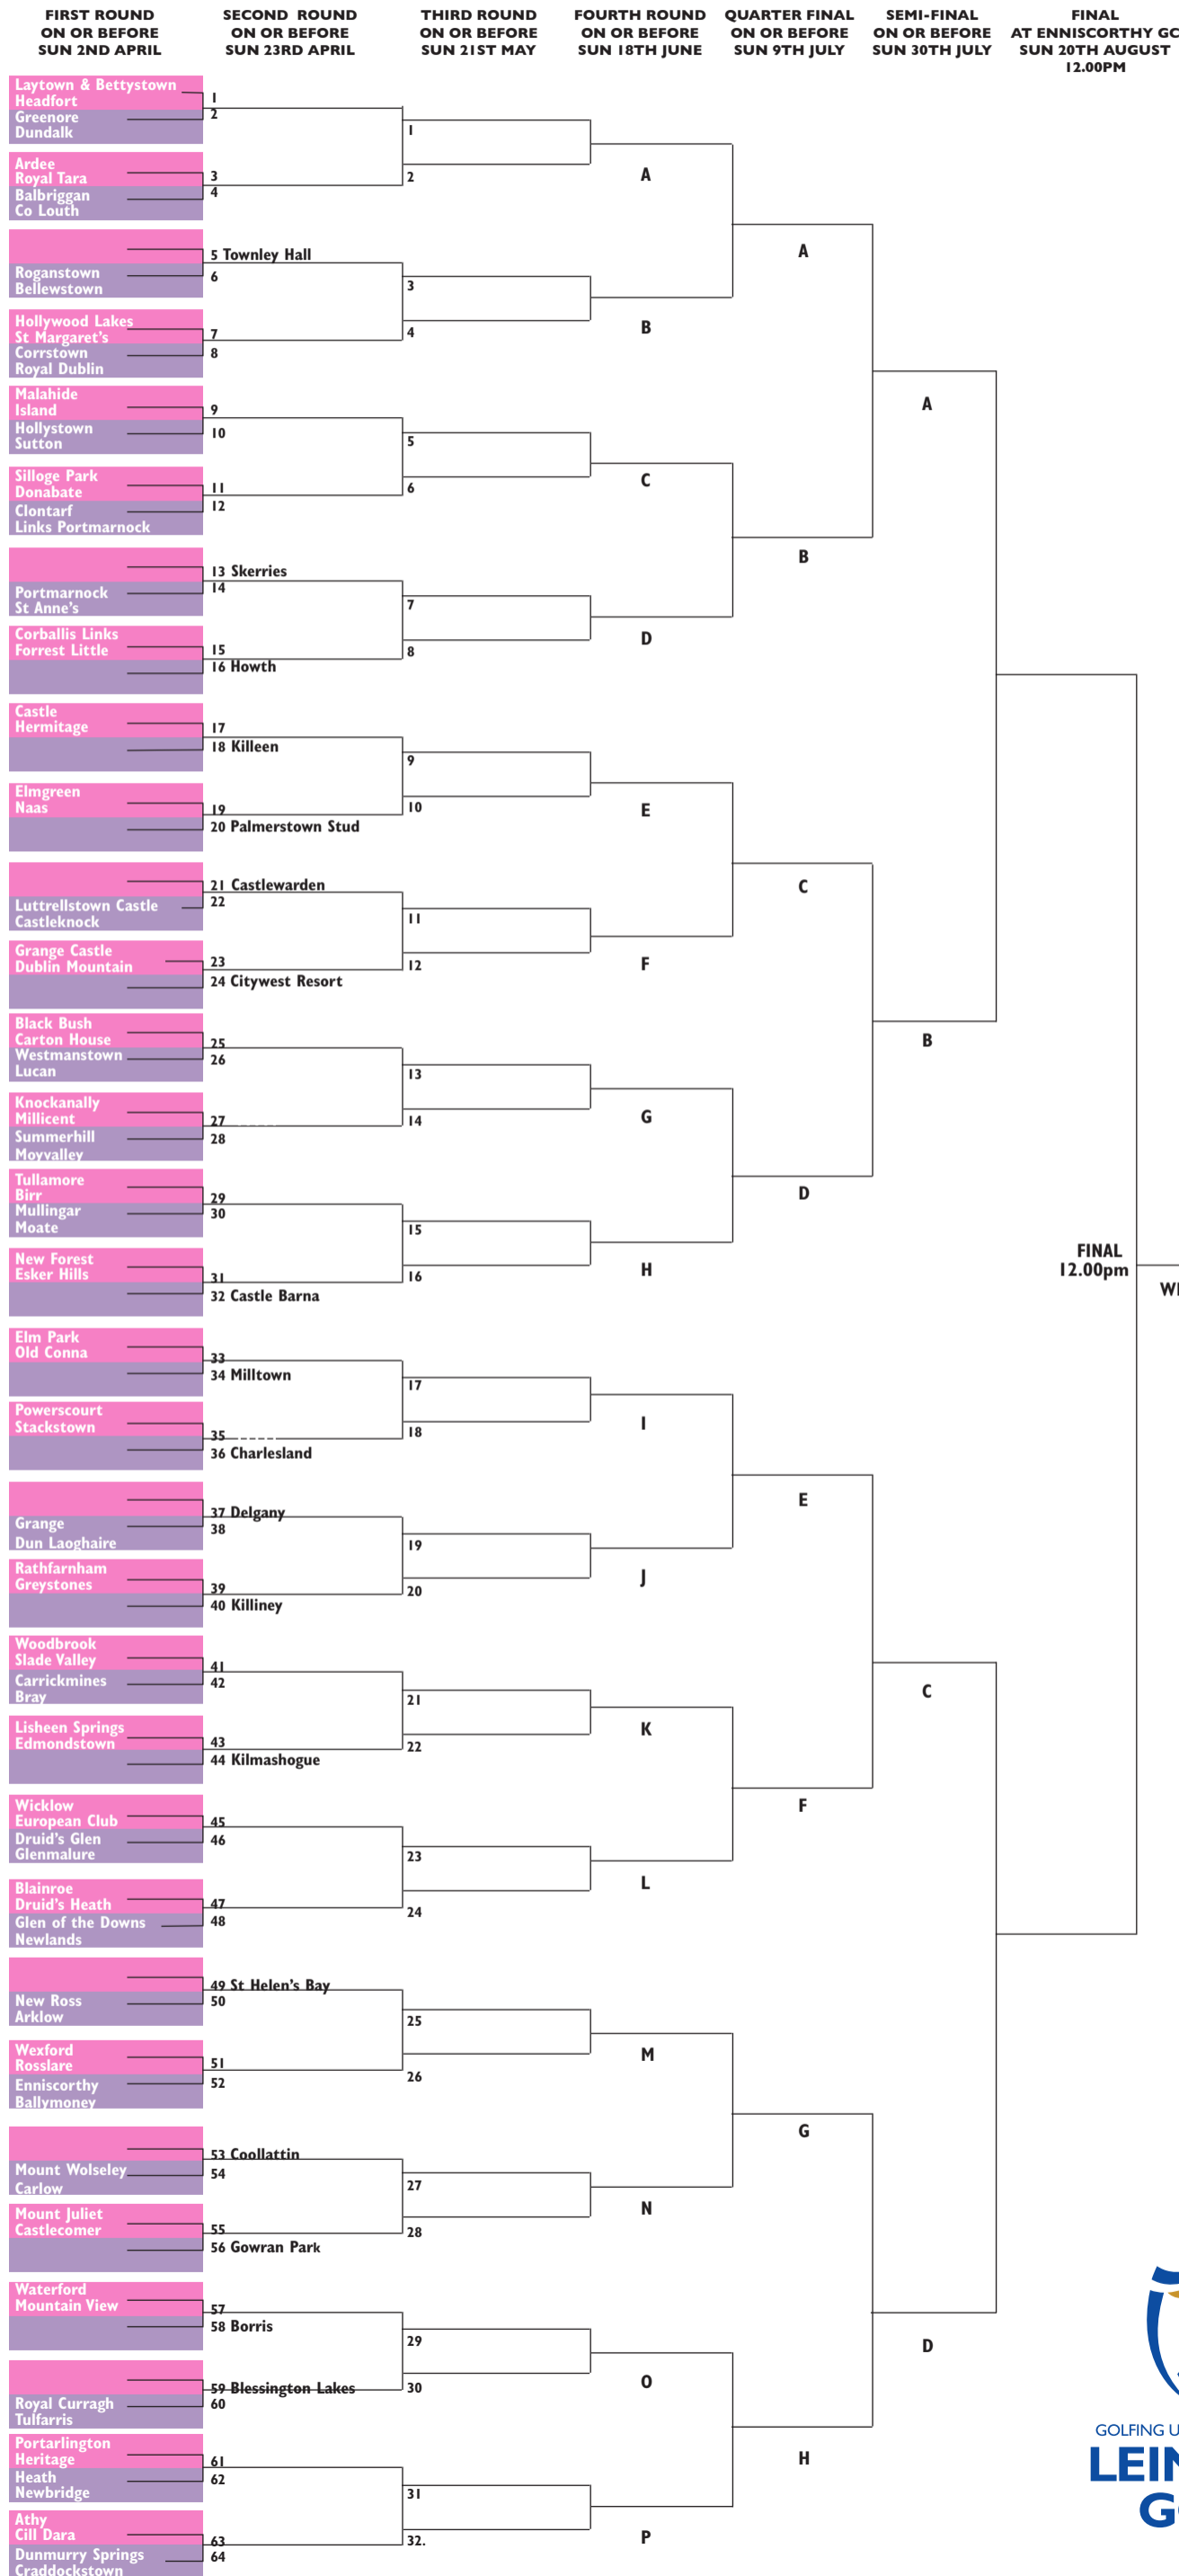 FIRST ROUND
ON OR BEFORE
SUN 2ND APRIL
SECOND ROUND
ON OR BEFORE
SUN 23RD APRIL
THIRD ROUND
ON OR BEFORE
SUN 21ST MAY
FOURTH ROUND
ON OR BEFORE
SUN 18TH JUNE
QUARTER FINAL
ON OR BEFORE
SUN 9TH JULY
SEMI-FINAL
ON OR BEFORE
SUN 30TH JULY
FINAL
AT ENNISCORTHY GC
SUN 20TH AUGUST
12.00PM
Laytown & Bettystown
Headfort
Greenore
Dundalk
Ardee
Royal Tara
Balbriggan
Co Louth
Roganstown
Bellewstown
Hollywood Lakes
St Margaret's
Corrstown
Royal Dublin
Malahide
Island
Hollystown
Sutton
Silloge Park
Donabate
Clontarf
Links Portmarnock
Portmarnock
St Anne's
Corballis Links
Forrest Little
Castle
Hermitage
Elmgreen
Naas
Luttrellstown Castle
Castleknock
Grange Castle
Dublin Mountain
Black Bush
Carton House
Westmanstown
Lucan
Knockanally
Millicent
Summerhill
Moyvalley
Tullamore
Birr
Mullingar
Moate
New Forest
Esker Hills
Elm Park
Old Conna
Powerscourt
Stackstown
Grange
Dun Laoghaire
Rathfarnham
Greystones
Woodbrook
Slade Valley
Carrickmines
Bray
Lisheen Springs
Edmondstown
Wicklow
European Club
Druid's Glen
Glenmalure
Blainroe
Druid's Heath
Glen of the Downs
Newlands
New Ross
Arklow
Wexford
Rosslare
Enniscorthy
Ballymoney
Mount Wolseley
Carlow
Mount Juliet
Castlecomer
Waterford
Mountain View
Royal Curragh
Tulfarris
Portarlington
Heritage
Heath
Newbridge
Athy
Cill Dara
Dunmurry Springs
Craddockstown
1
2
3
4
5 Townley Hall
6
7
8
9
10
11
12
13 Skerries
14
15
16 Howth
17
18 Killeen
19
20 Palmerstown Stud
21 Castlewarden
22
23
24 Citywest Resort
25
26
27
28
29
30
31
32 Castle Barna
33
34 Milltown
35
36 Charlesland
37 Delgany
38
39
40 Killiney
41
42
43
44 Kilmashogue
45
46
47
48
49 St Helen's Bay
50
51
52
53 Coollattin
54
55
56 Gowran Park
57
58 Borris
59 Blessington Lakes
60
61
62
63
64
1
2
3
4
5
6
7
8
9
10
11
12
13
14
15
16
17
18
19
20
21
22
23
24
25
26
27
28
29
30
31
32.
A
B
C
D
E
F
G
H
I
J
K
L
M
N
O
P
A
B
C
D
E
F
G
H
A
B
C
D
FINAL
12.00pm
WI
GOLFING U
LEIN
G